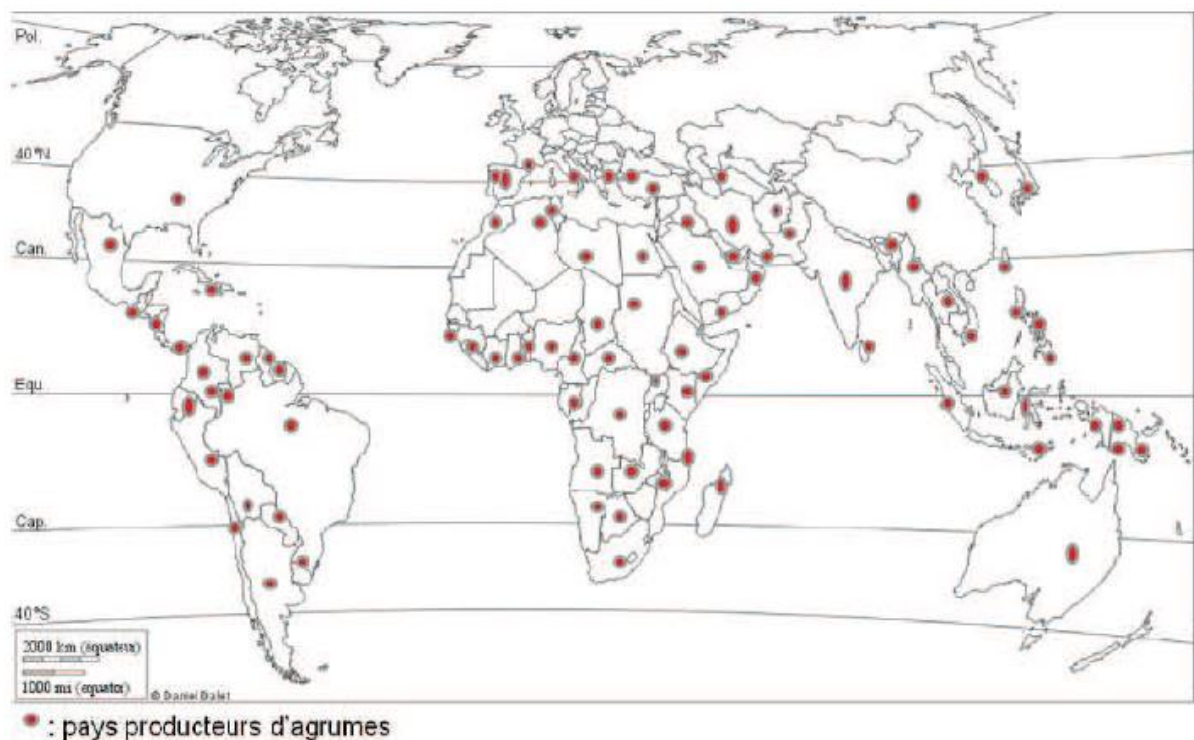 Pol.
40°N
Can.
Equ.
Cap.
40°S
2000 km (équateur)
1000 mi (equator)
© Daniel Dalet
: pays producteurs d'agrumes